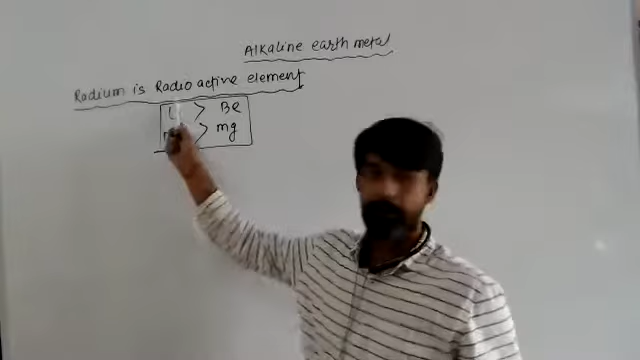 Alkaline earth metal
Radium is Radio active element
> Be
> mg